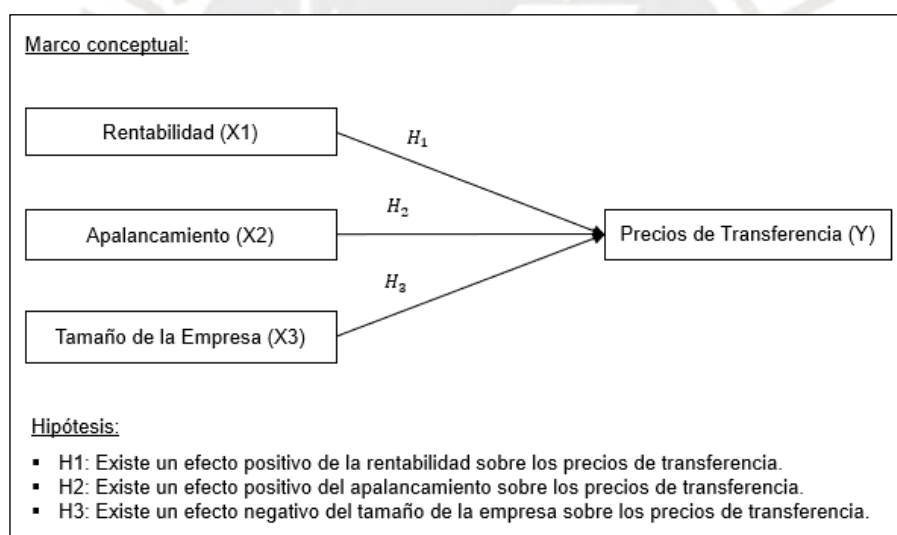 Marco conceptual:
Rentabilidad (X1)
H₁
H₂
Apalancamiento (X2)
Precios de Transferencia (Y)
H₃
Tamaño de la Empresa (X3)
Hipótesis:
▪ H1: Existe un efecto positivo de la rentabilidad sobre los precios de transferencia.
▪ H2: Existe un efecto positivo del apalancamiento sobre los precios de transferencia.
▪ H3: Existe un efecto negativo del tamaño de la empresa sobre los precios de transferencia.